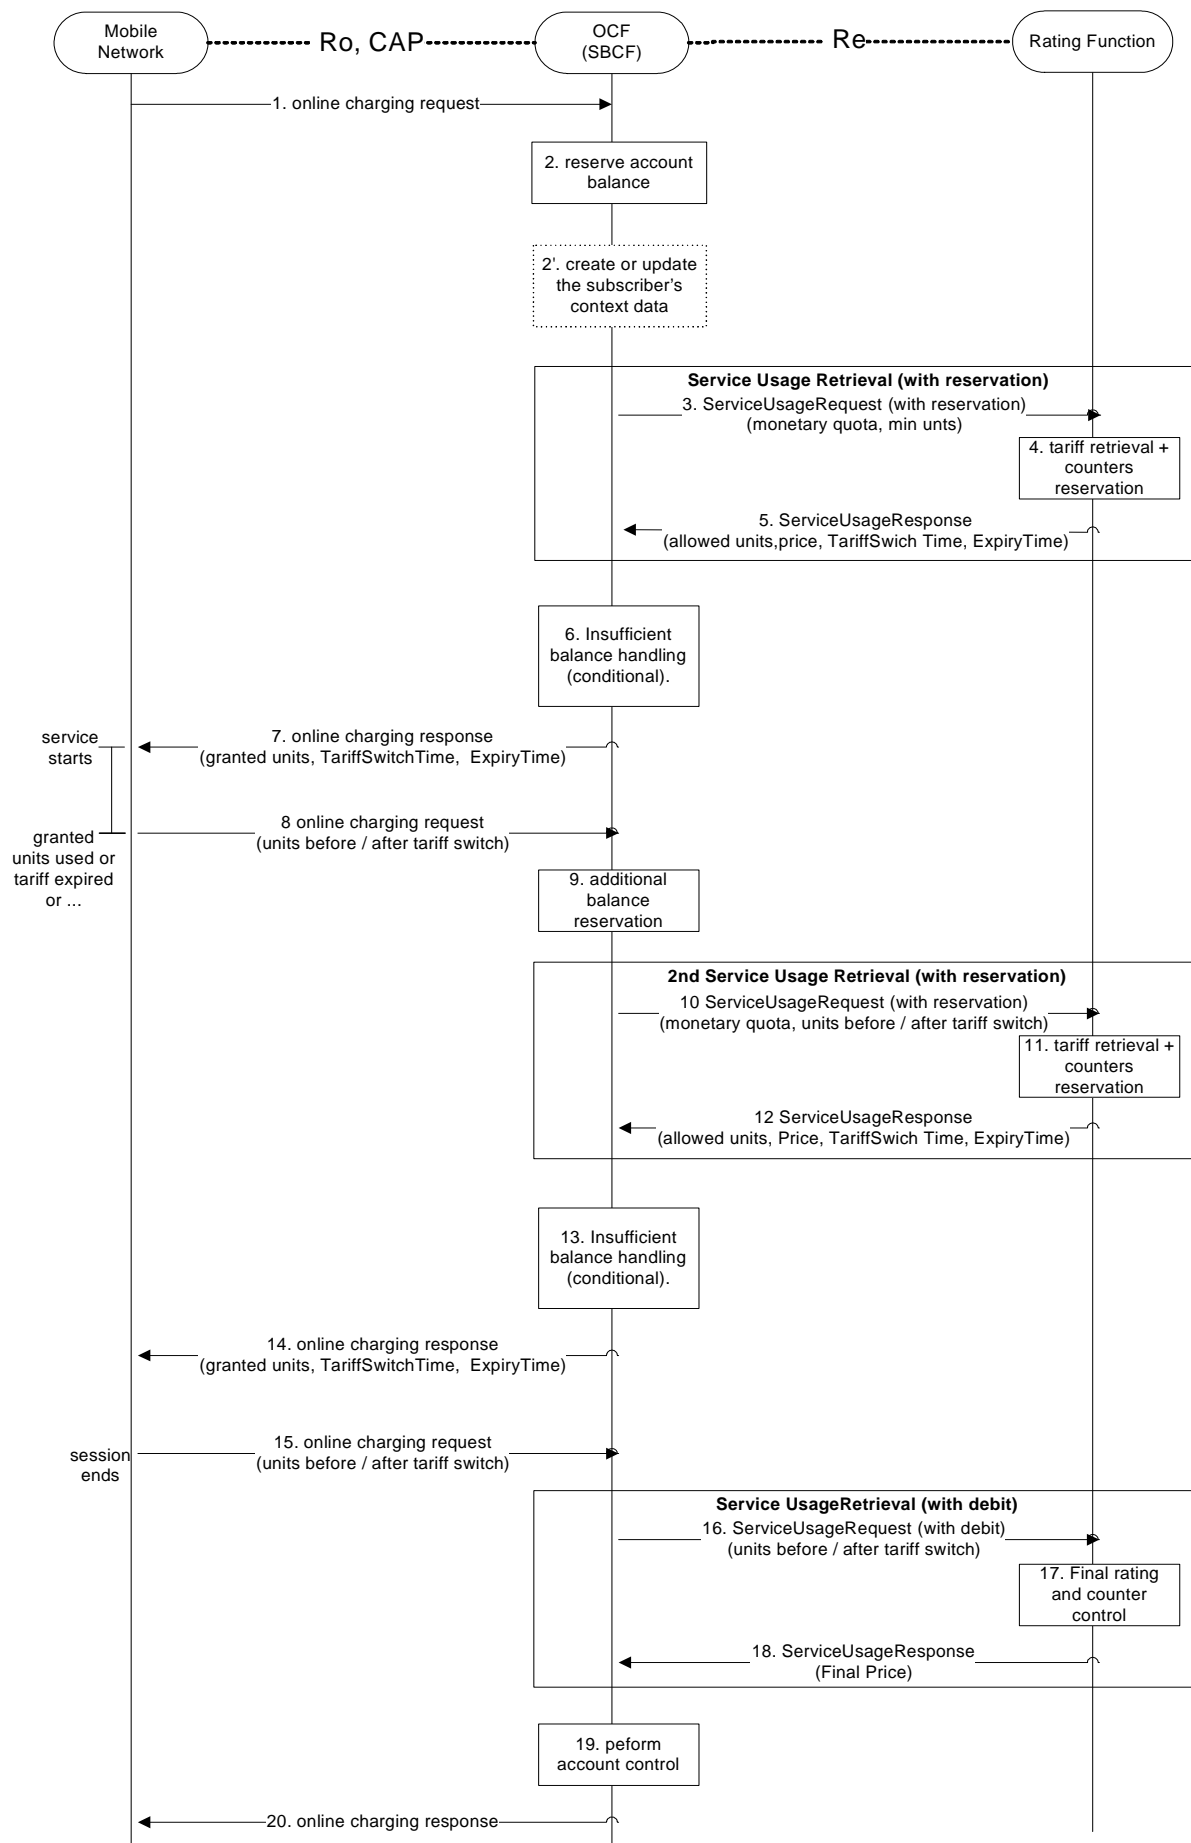 Mobile
Network
Ro, CAP
OCF
(SBCF)
Re
Rating Function
1. online charging request
2. reserve account
balance
2'. create or update
the subscriber's
context data
Service Usage Retrieval (with reservation)
3. ServiceUsageRequest (with reservation)
(monetary quota, min unts)
4. tariff retrieval +
counters
reservation
5. ServiceUsageResponse
(allowed units,price, TariffSwich Time, ExpiryTime)
6. Insufficient
balance handling
(conditional).
service
starts
7. online charging response
(granted units, TariffSwitchTime, ExpiryTime)
8 online charging request
(units before / after tariff switch)
granted
units used or
tariff expired
or ...
9. additional
balance
reservation
2nd Service Usage Retrieval (with reservation)
10 ServiceUsageRequest (with reservation)
(monetary quota, units before / after tariff switch)
11. tariff retrieval +
counters
reservation
12 ServiceUsageResponse
(allowed units, Price, TariffSwich Time, ExpiryTime)
13. Insufficient
balance handling
(conditional).
14. online charging response
(granted units, TariffSwitchTime, ExpiryTime)
session
ends
15. online charging request
(units before / after tariff switch)
Service UsageRetrieval (with debit)
16. ServiceUsageRequest (with debit)
(units before / after tariff switch)
17. Final rating
and counter
control
18. ServiceUsageResponse
(Final Price)
19. peform
account control
20. online charging response